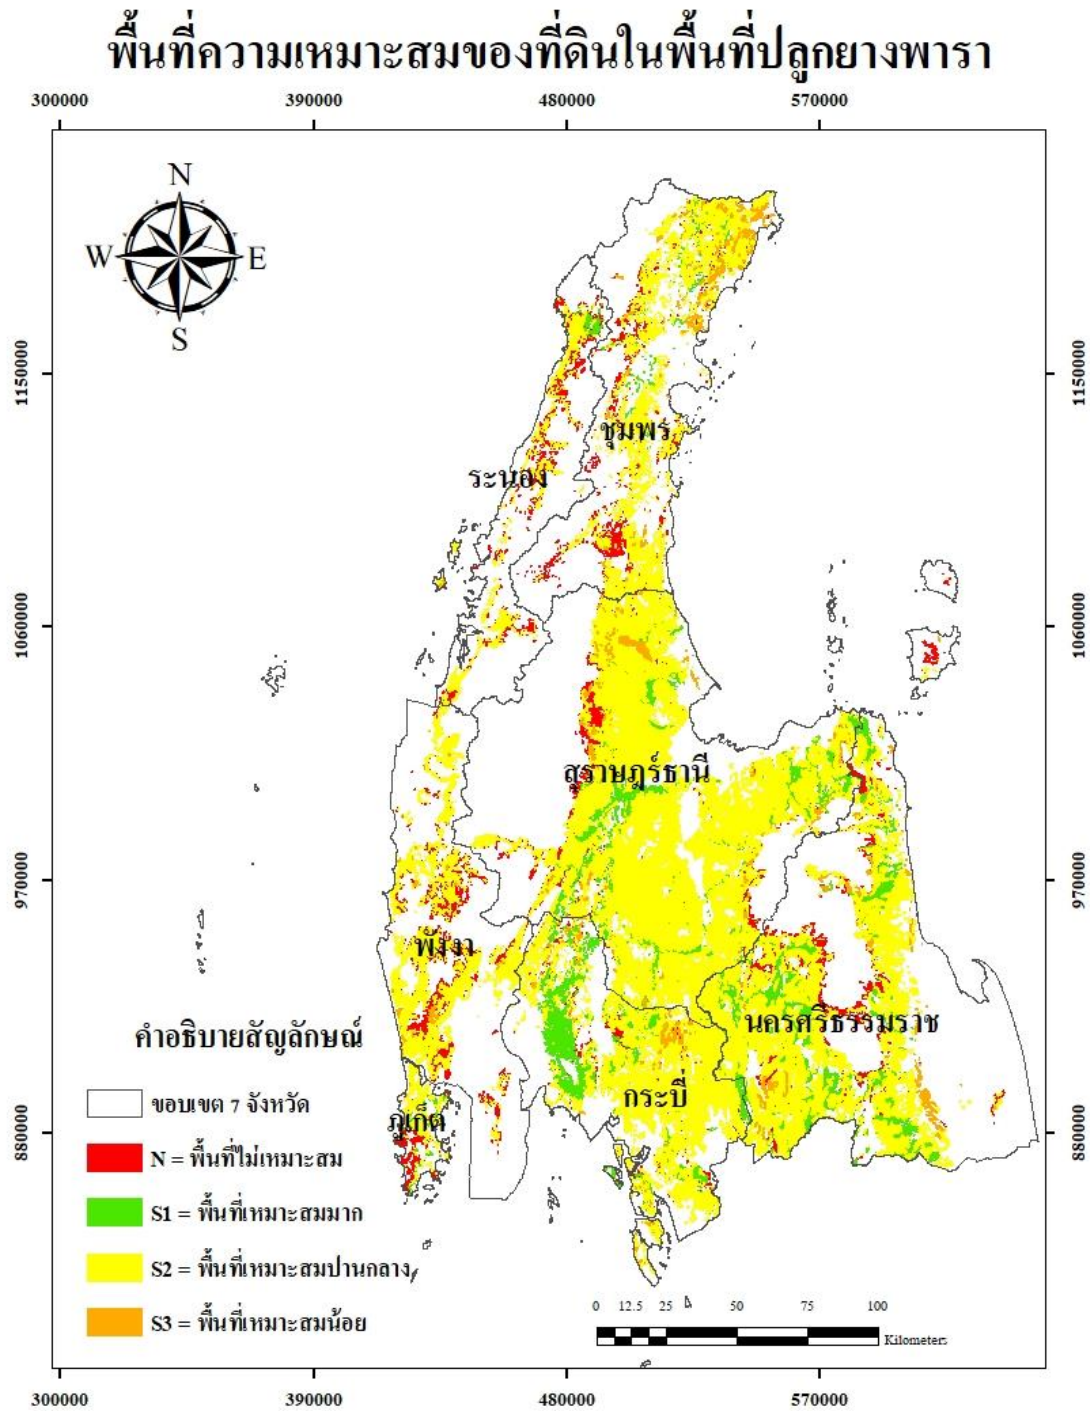 พื้นที่ความเหมาะสมของที่ดินในพื้นที่ปลูกยางพารา
300000 390000 480000 570000
N
W E
S
1150000 1150000
ชุมพร
ระนอง
1060000 1060000
สุราษฎร์ธานี
970000 970000
พังงา
นครศรีธรรมราช
คำอธิบายสัญลักษณ์
กระบี่
ขอบเขต 7 จังหวัด
ภูเก็ต
880000 880000
N = พื้นที่ไม่เหมาะสม
S1 = พื้นที่เหมาะสมมาก
S2 = พื้นที่เหมาะสมปานกลาง
S3 = พื้นที่เหมาะสมน้อย
0 12.5 25 50 75 100
Kilometers
300000 390000 480000 570000